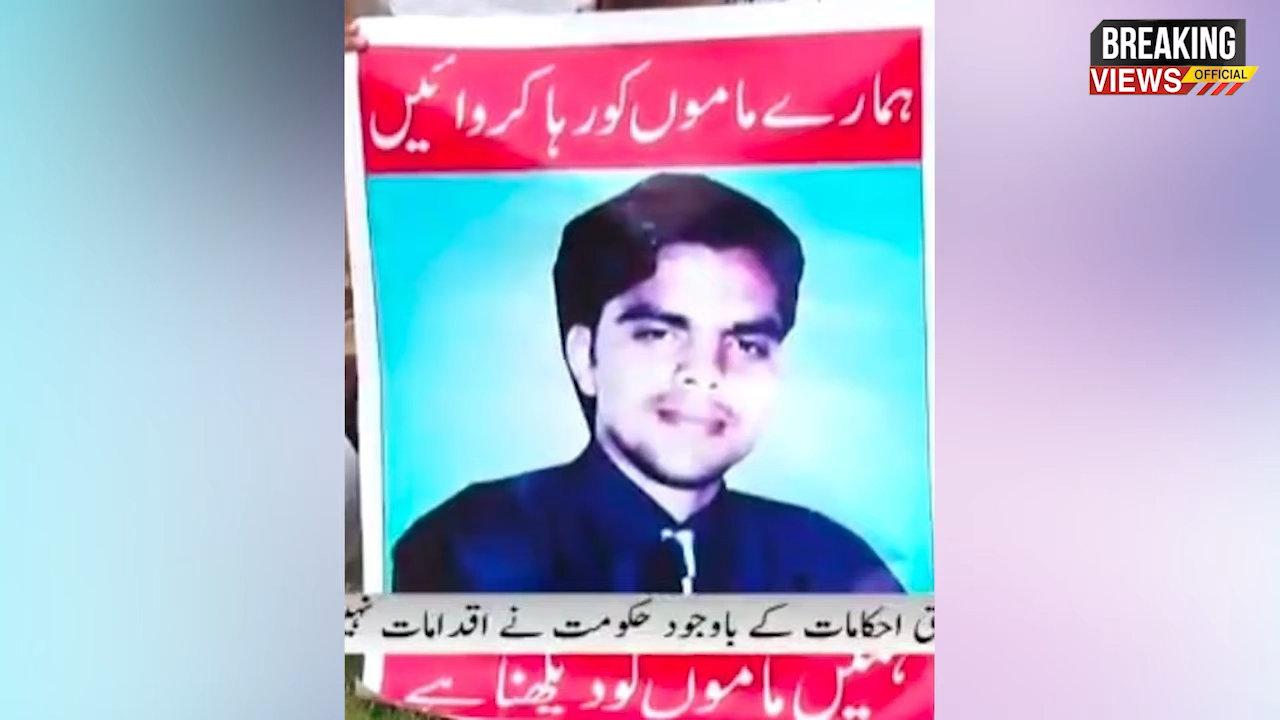 BREAKING
VIEWS OFFICIAL
ہمارے ماموں کو رہا کروائیں
احکامات کے باوجود حکومت نے اقدامات
ہمیں ماموں کو دیکھنا ہے